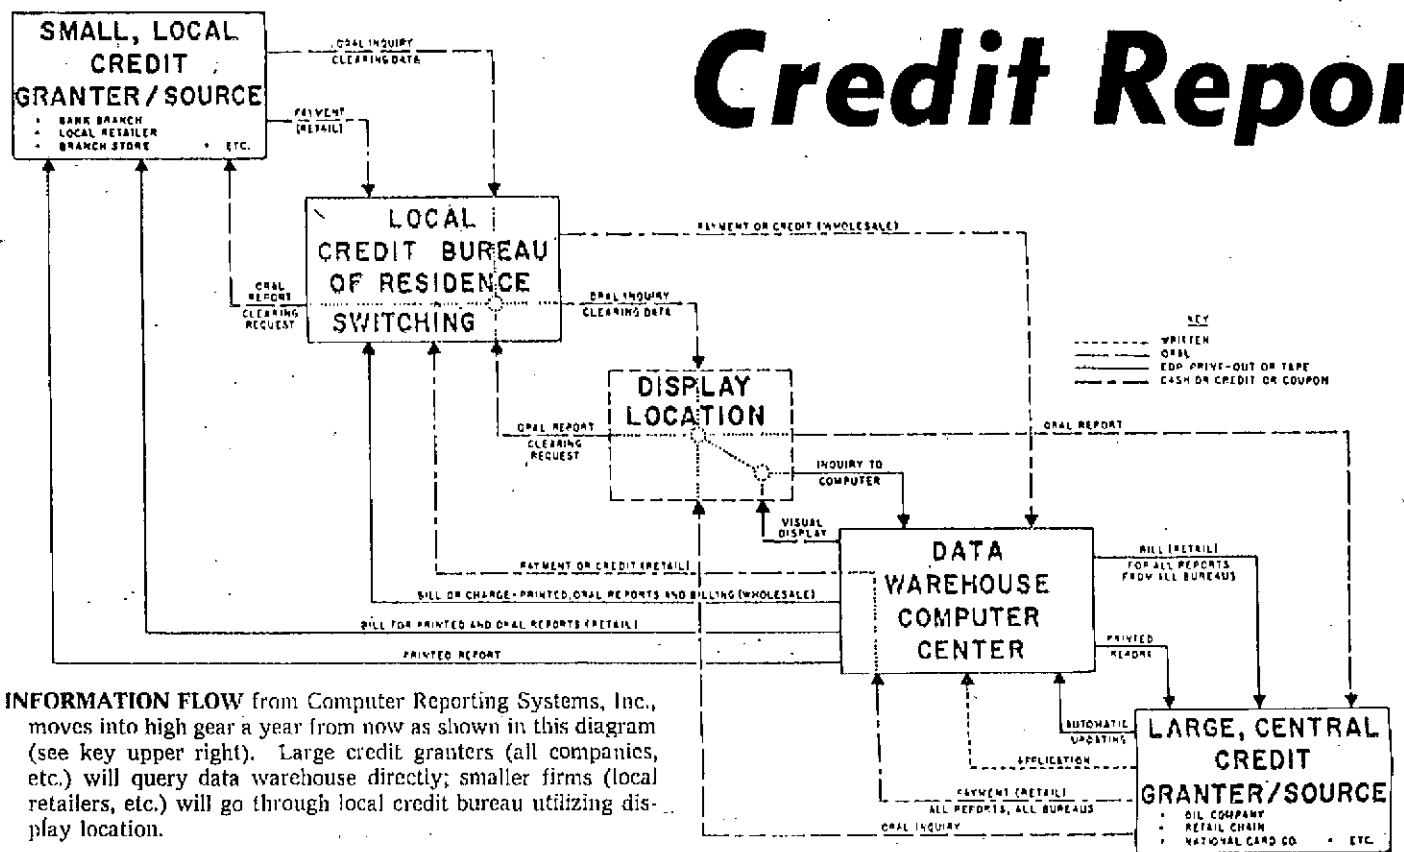 Credit Repor
SMALL, LOCAL
CREDIT
GRANTER/SOURCE
BANK BRANCH
LOCAL RETAILER
BRANCH STORE • ETC.
ORAL INQUIRY
CLEARING DATA
PAYMENT
(RETAIL)
LOCAL
CREDIT BUREAU
OF RESIDENCE
SWITCHING
PAYMENT OR CREDIT (WHOLESALE)
ORAL
REPORT
CLEARING
REQUEST
ORAL INQUIRY
CLEARING DATA
KEY
WRITTEN
ORAL
EDP PRINT-OUT OR TAPE
CASH OR CREDIT OR COUPON
DISPLAY
LOCATION
ORAL REPORT
CLEARING
REQUEST
ORAL REPORT
INQUIRY TO
COMPUTER
VISUAL
DISPLAY
DATA
WAREHOUSE
COMPUTER
CENTER
BILL (RETAIL)
FOR ALL REPORTS
FROM ALL BUREAUS
PAYMENT OR CREDIT (RETAIL)
BILL OR CHARGE-PRINTED, ORAL REPORTS AND BILLING (WHOLESALE)
BILL FOR PRINTED AND ORAL REPORTS (RETAIL)
PRINTED REPORT
PRINTED
REPORT
AUTOMATIC
UPDATING
APPLICATION
PAYMENT (RETAIL)
ALL REPORTS, ALL BUREAUS
ORAL INQUIRY
LARGE, CENTRAL
CREDIT
GRANTER/SOURCE
• OIL COMPANY
• RETAIL CHAIN
• NATIONAL CARD CO. • ETC.
INFORMATION FLOW from Computer Reporting Systems, Inc.,
moves into high gear a year from now as shown in this diagram
(see key upper right). Large credit granters (all companies,
etc.) will query data warehouse directly; smaller firms (local
retailers, etc.) will go through local credit bureau utilizing dis-
play location.